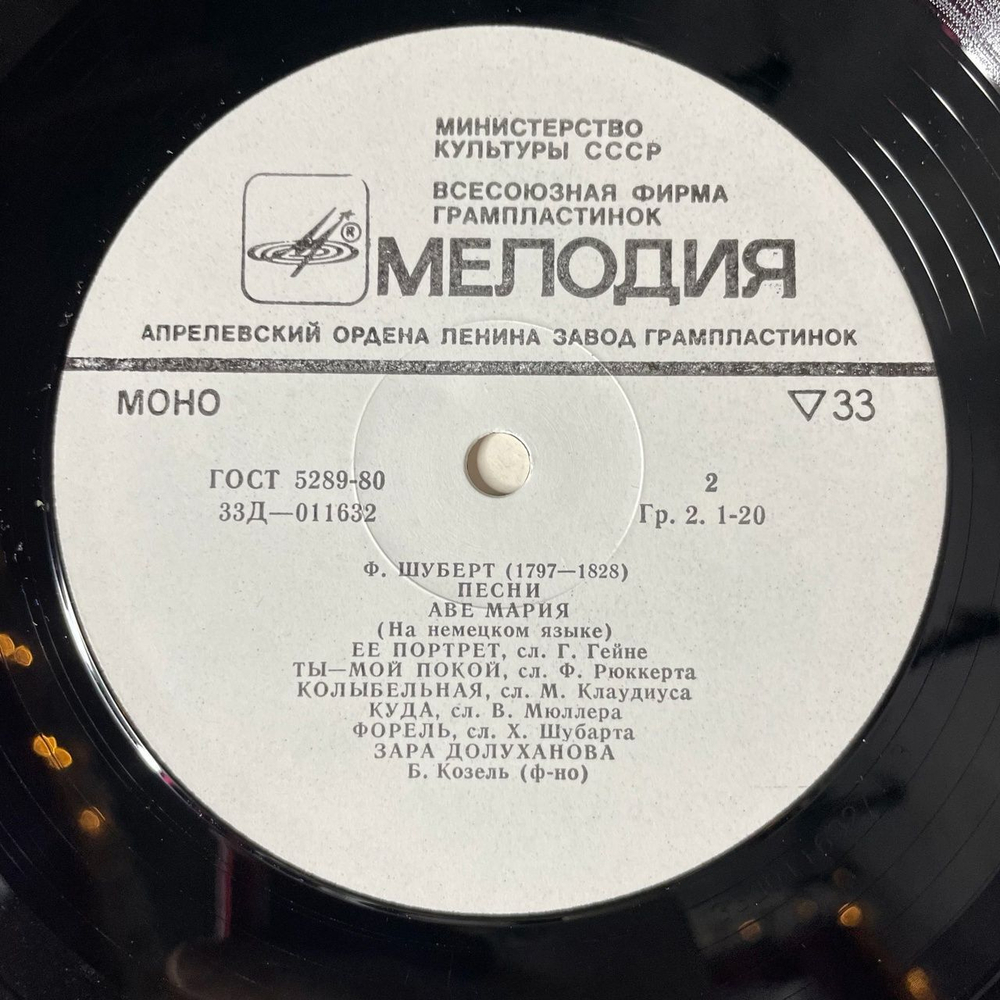 МИНИСТЕРСТВО
КУЛЬТУРЫ СССР
ВСЕСОЮЗНАЯ ФИРМА
ГРАМПЛАСТИНОК
®
МЕЛОДИЯ
АПРЕЛЕВСКИЙ ОРДЕНА ЛЕНИНА ЗАВОД ГРАМПЛАСТИНОК
МОНО ▽33
ГОСТ 5289-80 2
33Д—011632 Гр. 2. 1-20
Ф. ШУБЕРТ (1797—1828)
ПЕСНИ
АВЕ МАРИЯ
(На немецком языке)
ЕЕ ПОРТРЕТ, сл. Г. Гейне
ТЫ—МОЙ ПОКОЙ, сл. Ф. Рюккерта
КОЛЫБЕЛЬНАЯ, сл. М. Клаудиуса
КУДА, сл. В. Мюллера
ФОРЕЛЬ, сл. Х. Шубарта
ЗАРА ДОЛУХАНОВА
Б. Козель (ф-но)